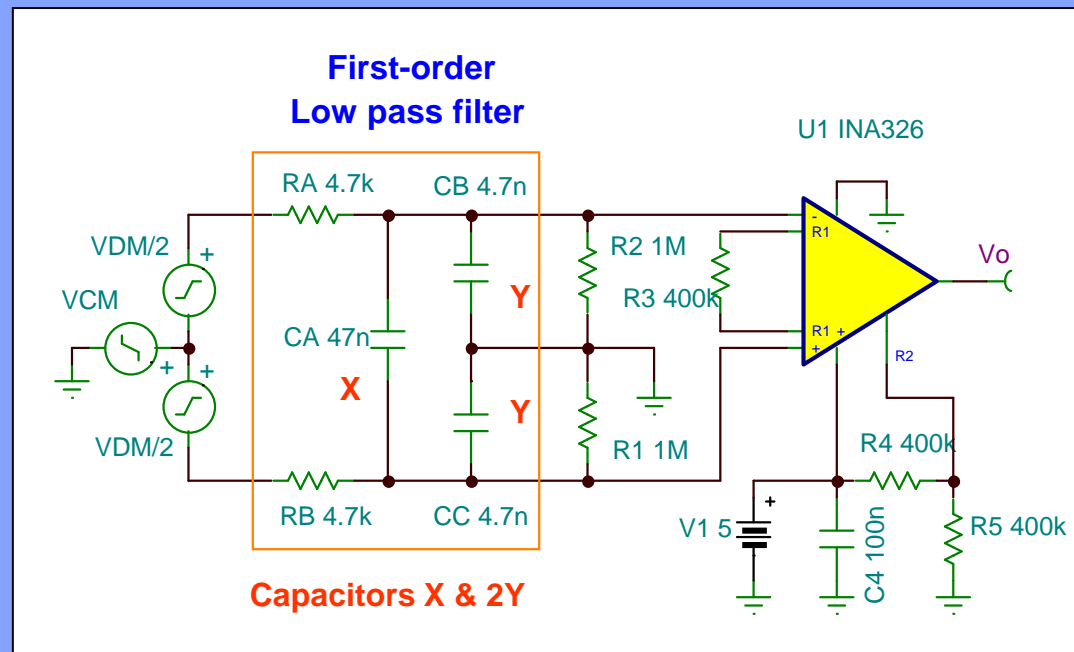 First-order
Low pass filter
U1 INA326
RA 4.7k
CB 4.7n
VDM/2
+
-
R1
R2 1M
Vo
VCM
Y
R3 400k
CA 47n
+
+
R1
+
+
R2
X
Y
VDM/2
R1 1M
R4 400k
RB 4.7k
CC 4.7n
+
V1 5
C4 100n
R5 400k
Capacitors X & 2Y